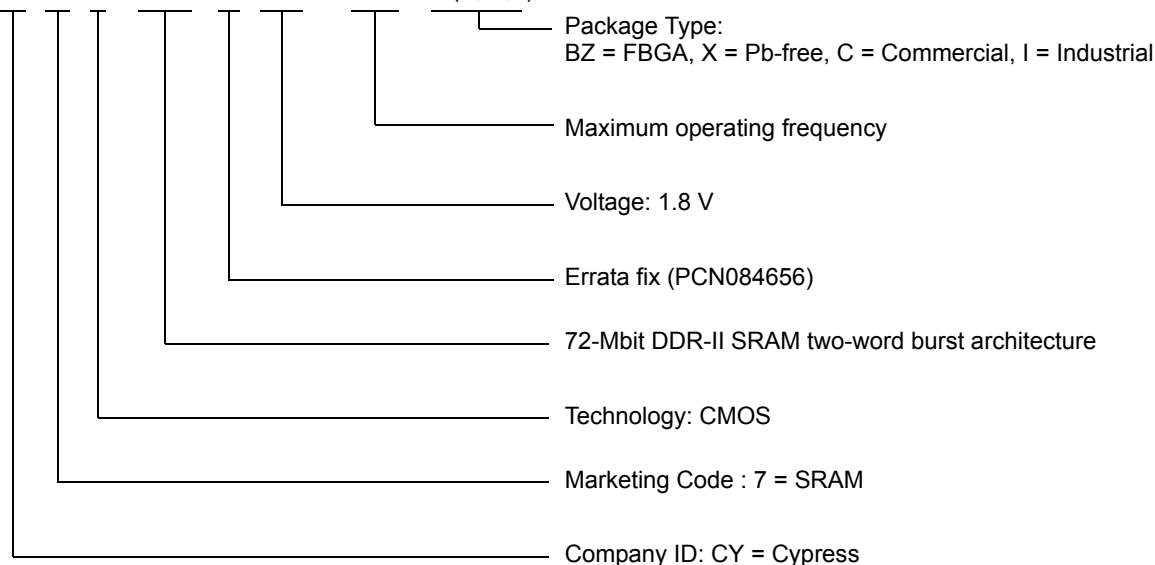 Package Type:
BZ = FBGA, X = Pb-free, C = Commercial, I = Industrial
Maximum operating frequency
Voltage: 1.8 V
Errata fix (PCN084656)
72-Mbit DDR-II SRAM two-word burst architecture
Technology: CMOS
Marketing Code : 7 = SRAM
Company ID: CY = Cypress